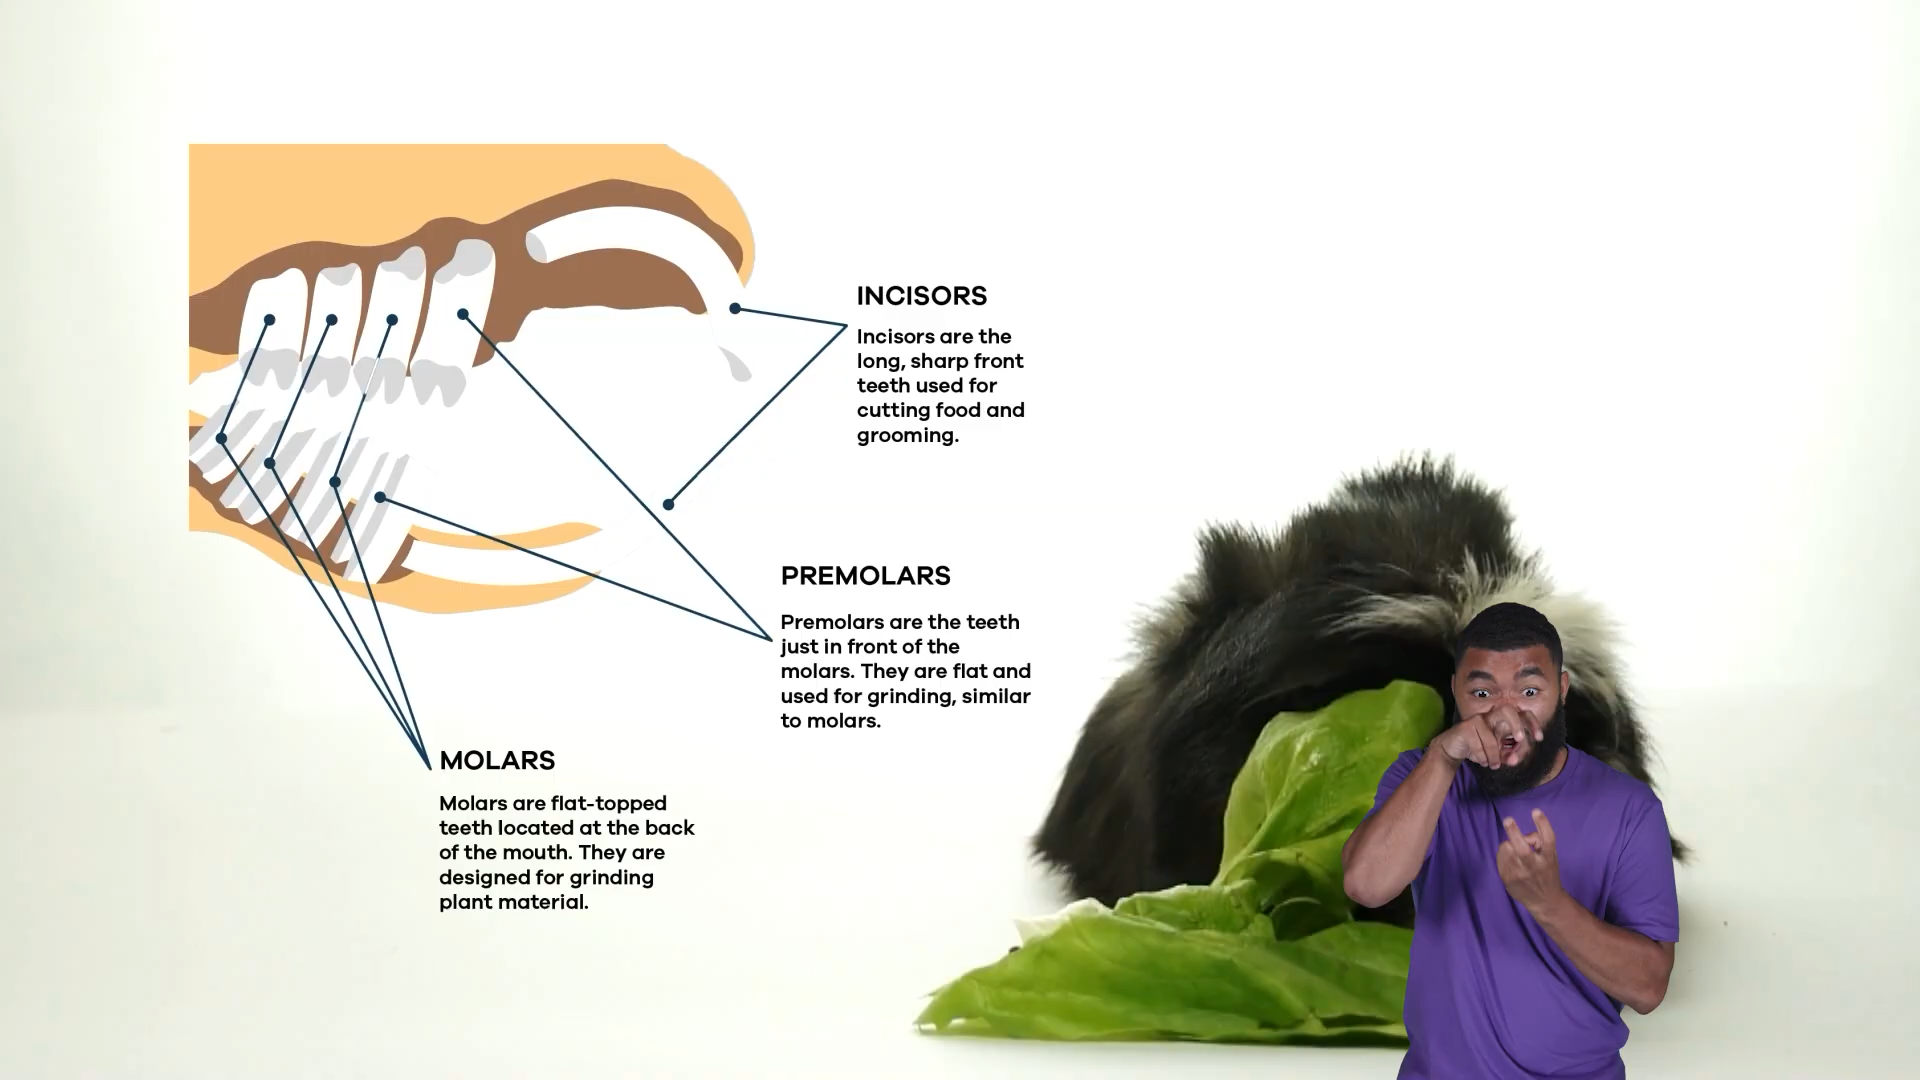 INCISORS
Incisors are the
long, sharp front
teeth used for
cutting food and
grooming.
PREMOLARS
Premolars are the teeth
just in front of the
molars. They are flat and
used for grinding, similar
to molars.
MOLARS
Molars are flat-topped
teeth located at the back
of the mouth. They are
designed for grinding
plant material.